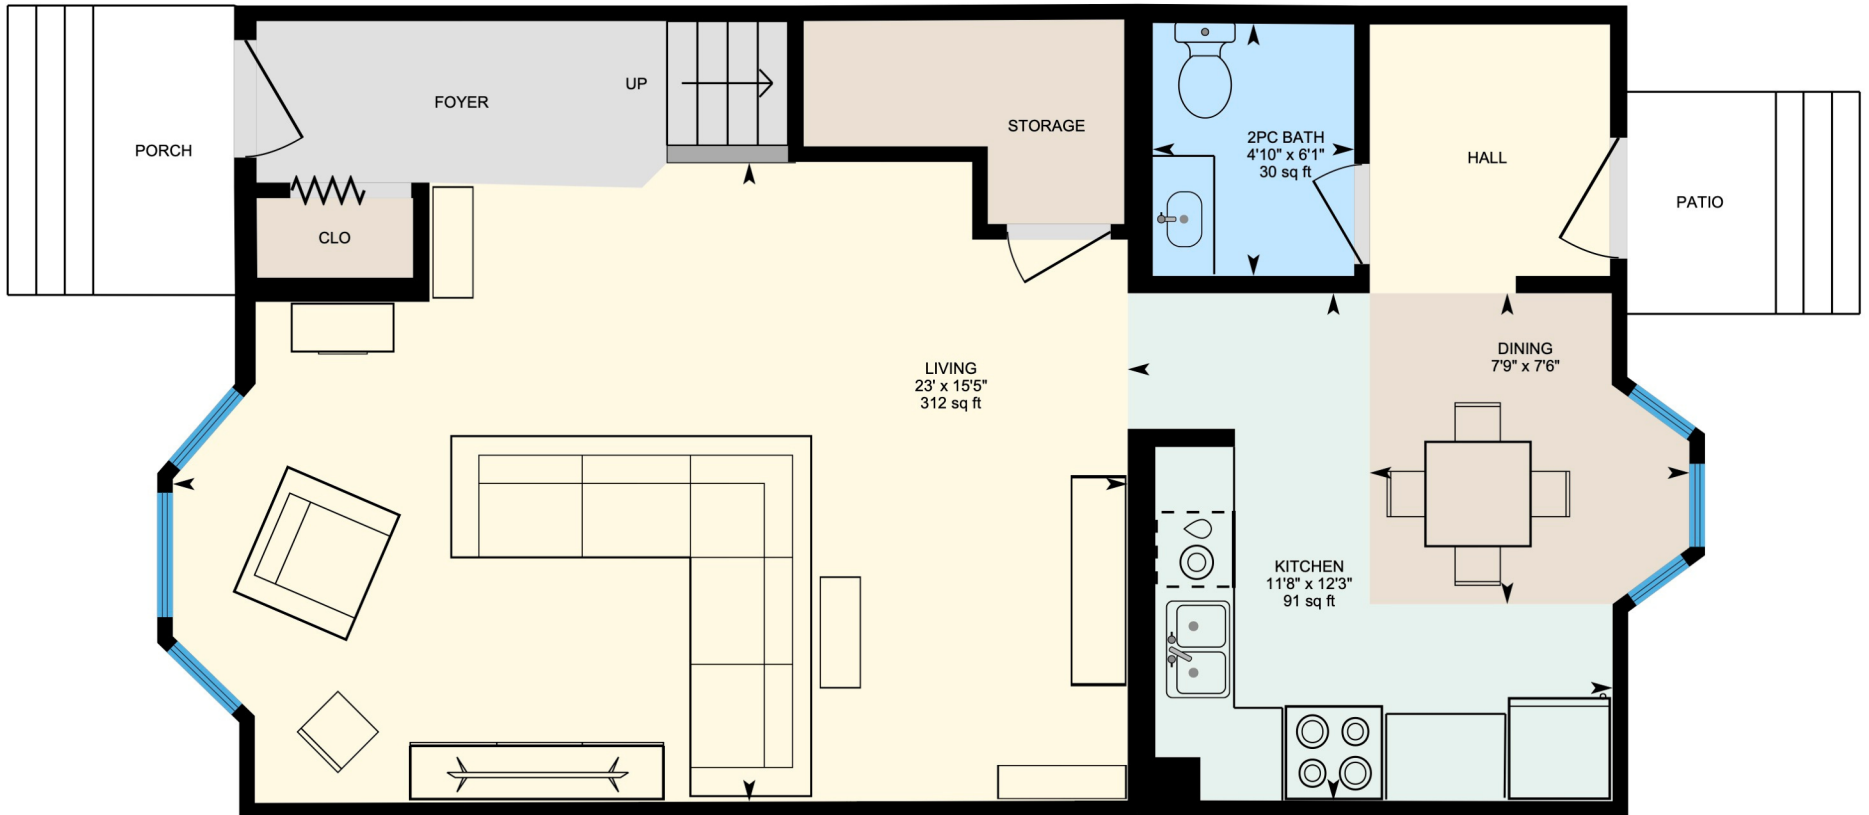 PORCH
FOYER
UP
CLO
STORAGE
2PC BATH
4'10" x 6'1"
30 sq ft
HALL
PATIO
LIVING
23' x 15'5"
312 sq ft
DINING
7'9" x 7'6"
KITCHEN
11'8" x 12'3"
91 sq ft